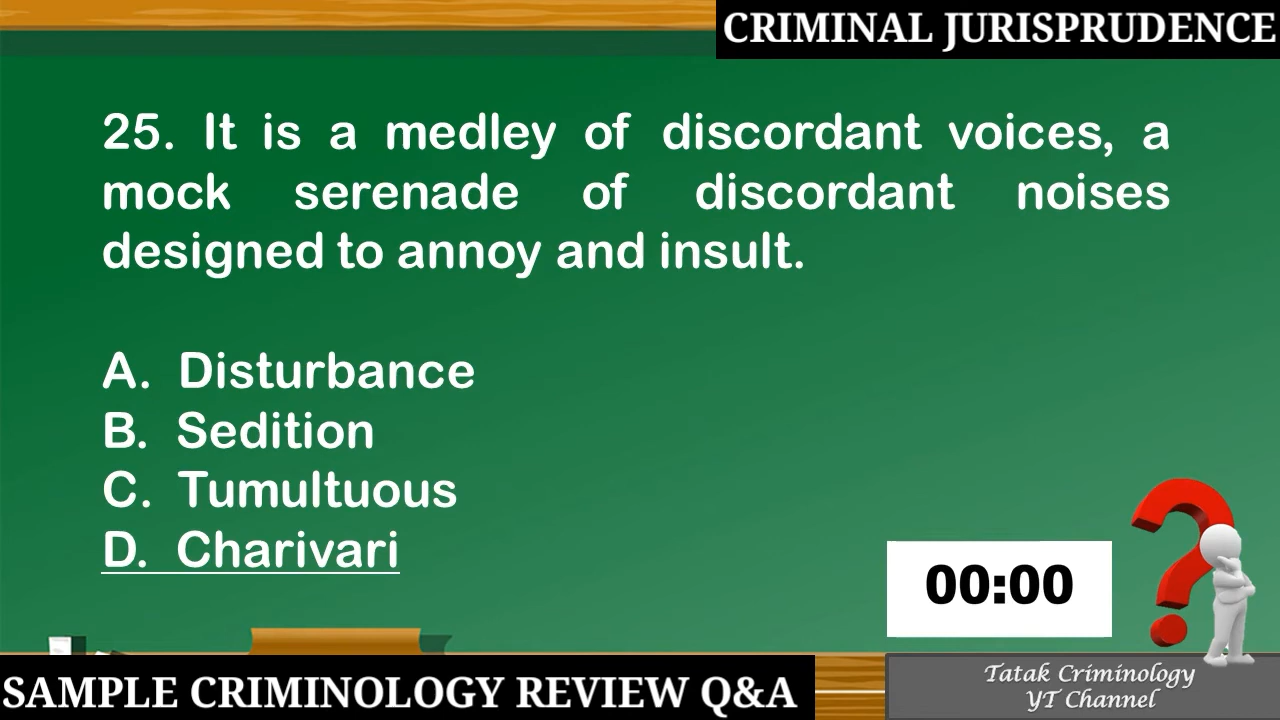 CRIMINAL JURISPRUDENCE
25. It is a medley of discordant voices, a
mock serenade of discordant noises
designed to annoy and insult.
A. Disturbance
B. Sedition
C. Tumultuous
D. Charivari
00:00
SAMPLE CRIMINOLOGY REVIEW Q&A
Tatak Criminology
YT Channel